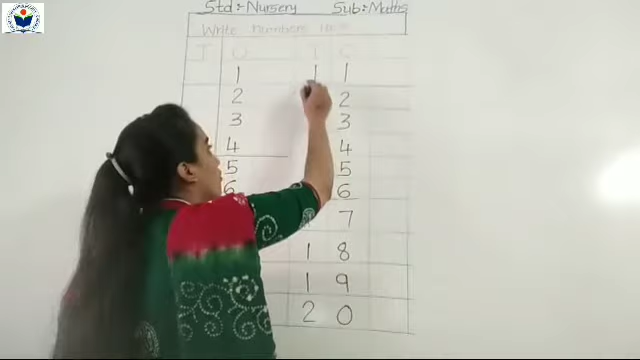 Std:- Nursery Sub:- Maths
Write Numbers
T U T
1 1 1
2 2
3 3
4 4
5 5
6 6
7
1 8
1 9
2 0